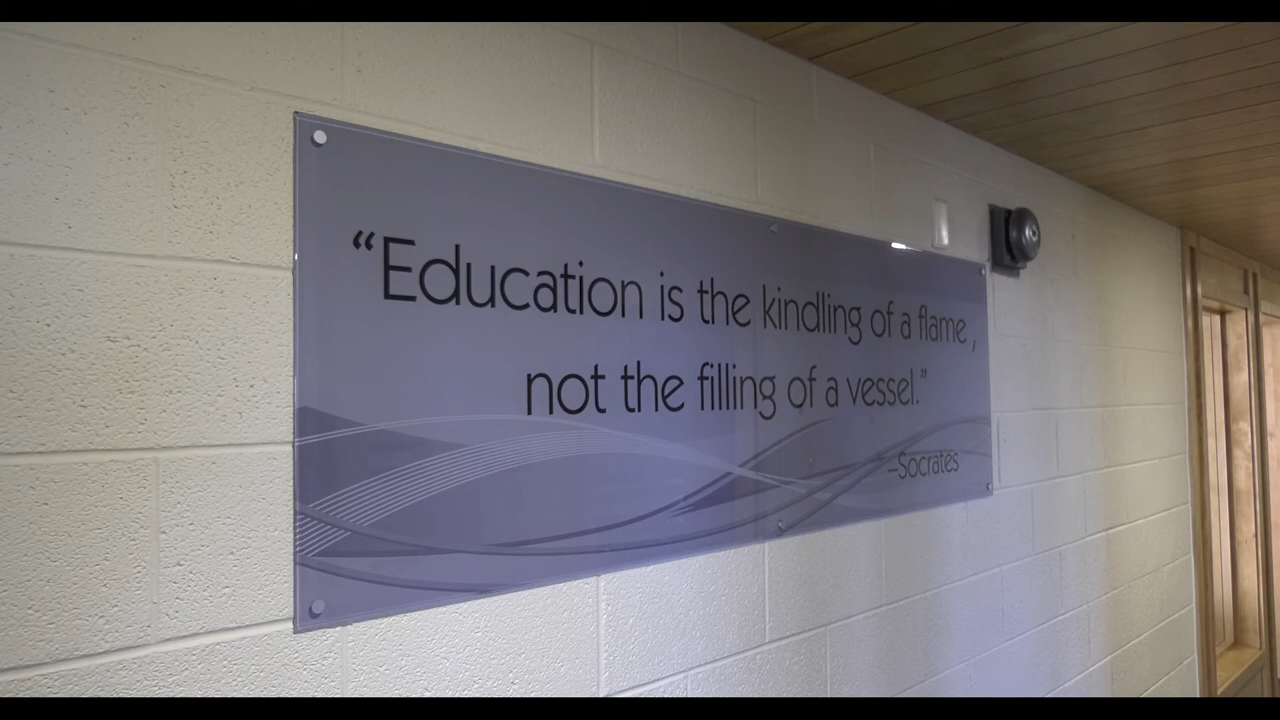 “Education is the kindling of a flame,
not the filling of a vessel.”
–Socrates